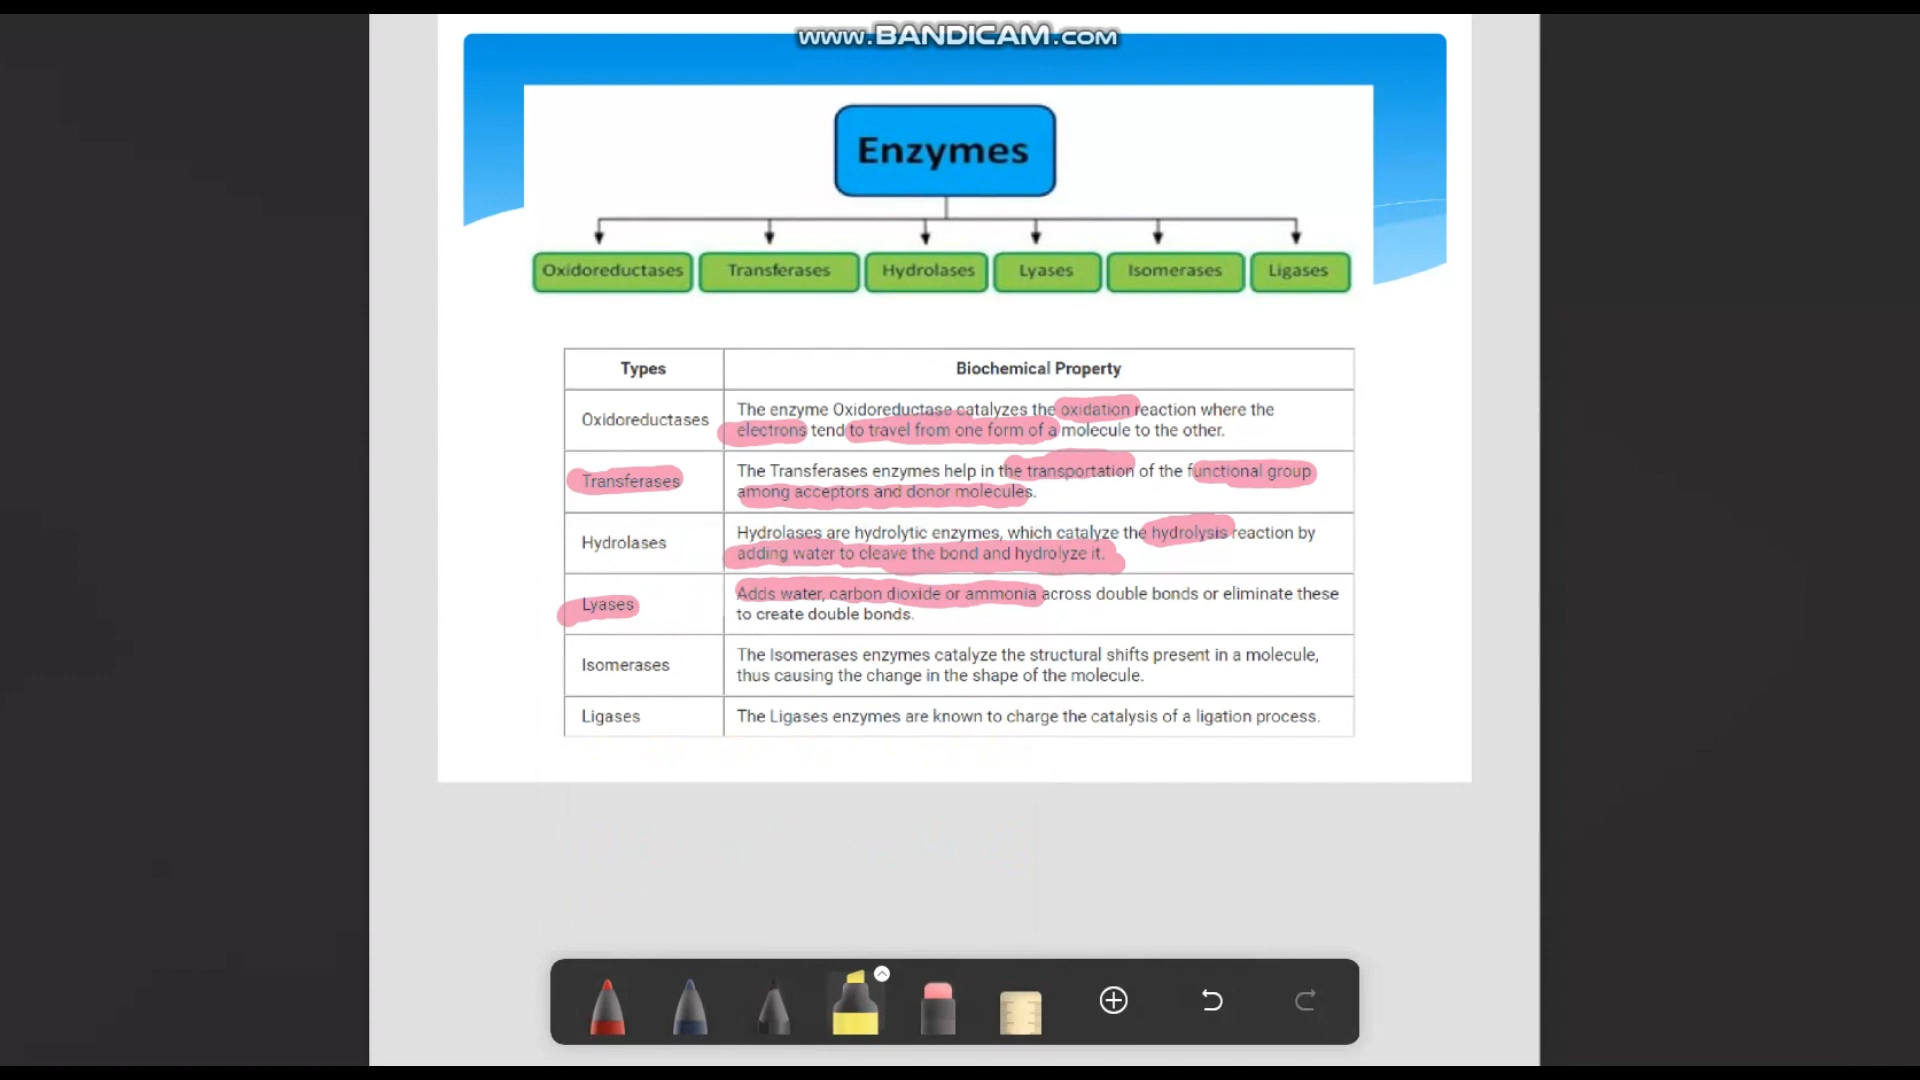 www.BANDICAM.com
Enzymes
Oxidoreductases Transferases Hydrolases Lyases Isomerases Ligases
Types Biochemical Property
Oxidoreductases The enzyme Oxidoreductase catalyzes the oxidation reaction where the
electrons tend to travel from one form of a molecule to the other.
Transferases The Transferases enzymes help in the transportation of the functional group
among acceptors and donor molecules.
Hydrolases Hydrolases are hydrolytic enzymes, which catalyze the hydrolysis reaction by
adding water to cleave the bond and hydrolyze it.
Lyases Adds water, carbon dioxide or ammonia across double bonds or eliminate these
to create double bonds.
Isomerases The Isomerases enzymes catalyze the structural shifts present in a molecule,
thus causing the change in the shape of the molecule.
Ligases The Ligases enzymes are known to charge the catalysis of a ligation process.